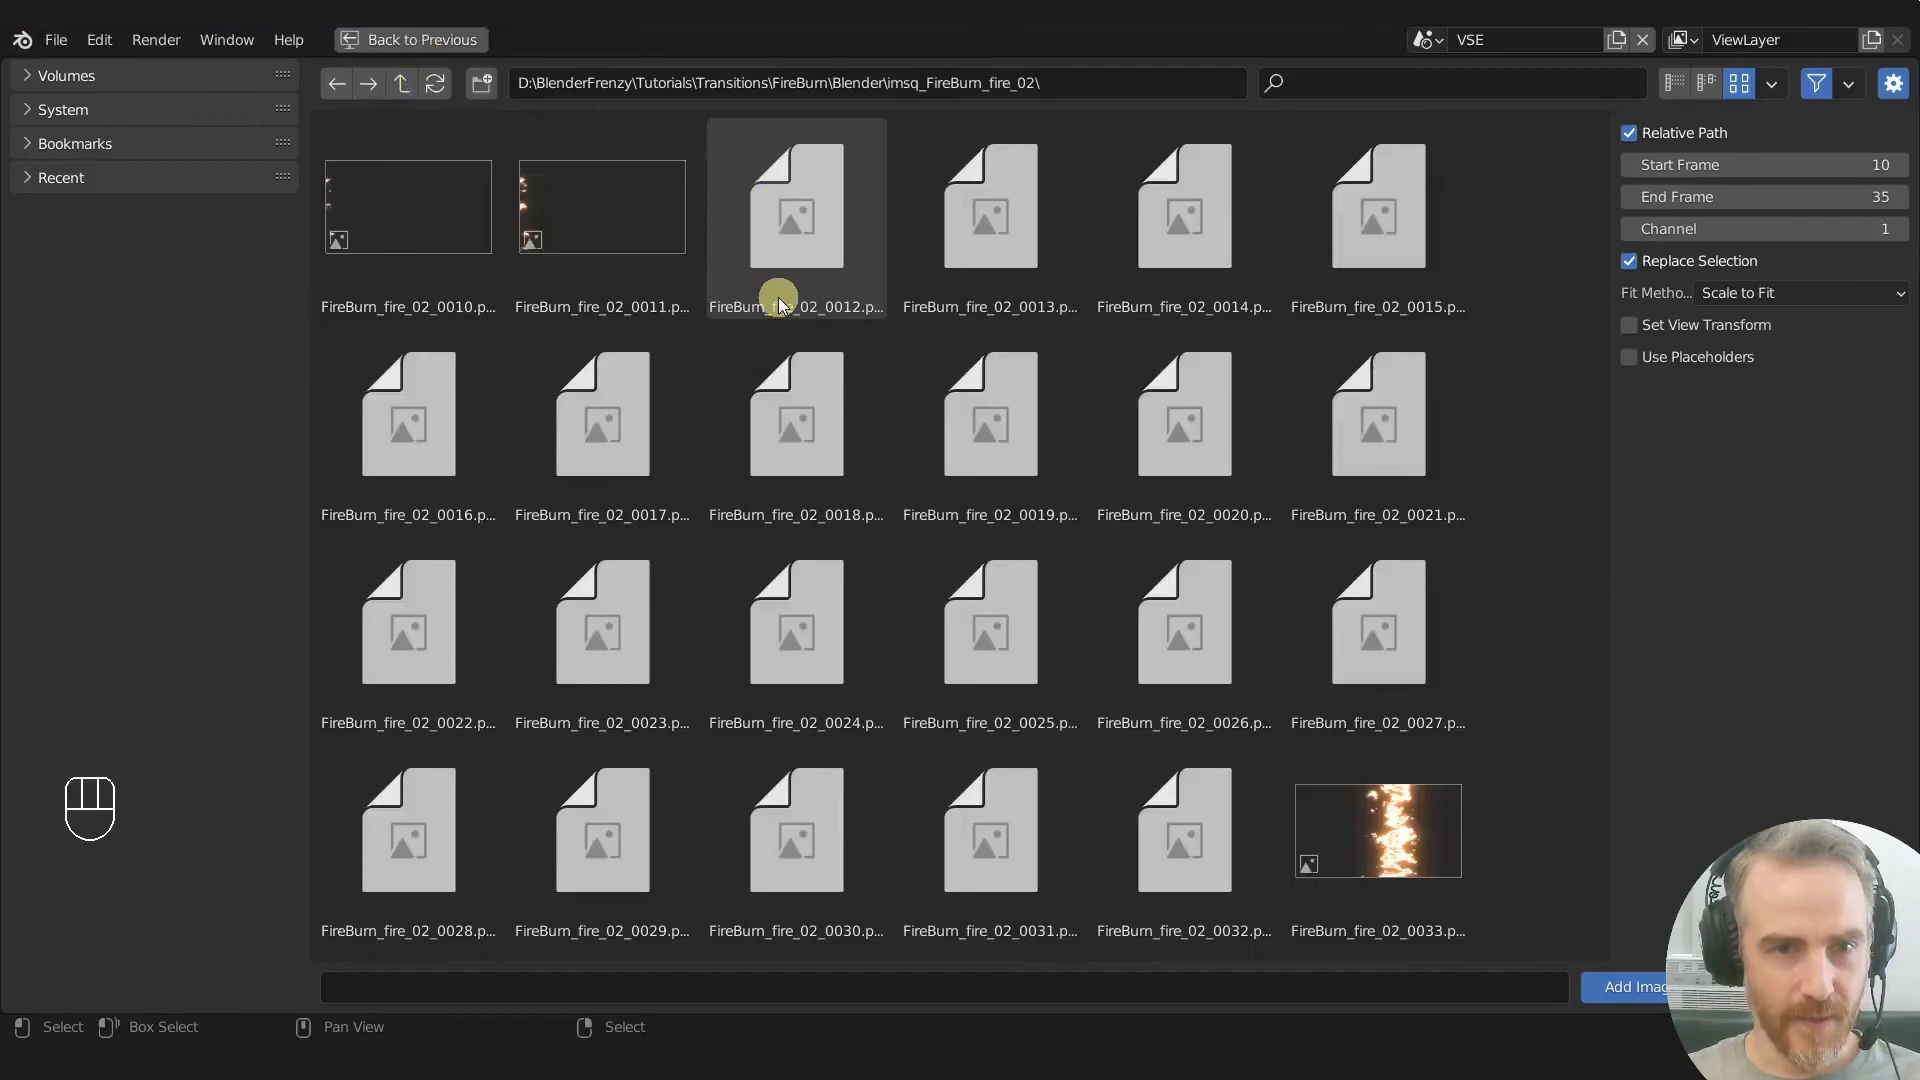 File Edit Render Window Help Back to Previous VSE ViewLayer
Volumes
System
Bookmarks
Recent
D:\BlenderFrenzy\Tutorials\Transitions\FireBurn\Blender\imsq_FireBurn_fire_02\
Relative Path
Start Frame 10
End Frame 35
Channel 1
Replace Selection
Fit Metho... Scale to Fit
Set View Transform
Use Placeholders
FireBurn_fire_02_0010.p... FireBurn_fire_02_0011.p... FireBurn_fire_02_0012.p... FireBurn_fire_02_0013.p... FireBurn_fire_02_0014.p... FireBurn_fire_02_0015.p...
FireBurn_fire_02_0016.p... FireBurn_fire_02_0017.p... FireBurn_fire_02_0018.p... FireBurn_fire_02_0019.p... FireBurn_fire_02_0020.p... FireBurn_fire_02_0021.p...
FireBurn_fire_02_0022.p... FireBurn_fire_02_0023.p... FireBurn_fire_02_0024.p... FireBurn_fire_02_0025.p... FireBurn_fire_02_0026.p... FireBurn_fire_02_0027.p...
FireBurn_fire_02_0028.p... FireBurn_fire_02_0029.p... FireBurn_fire_02_0030.p... FireBurn_fire_02_0031.p... FireBurn_fire_02_0032.p... FireBurn_fire_02_0033.p...
Add Imag
Select Box Select Pan View Select